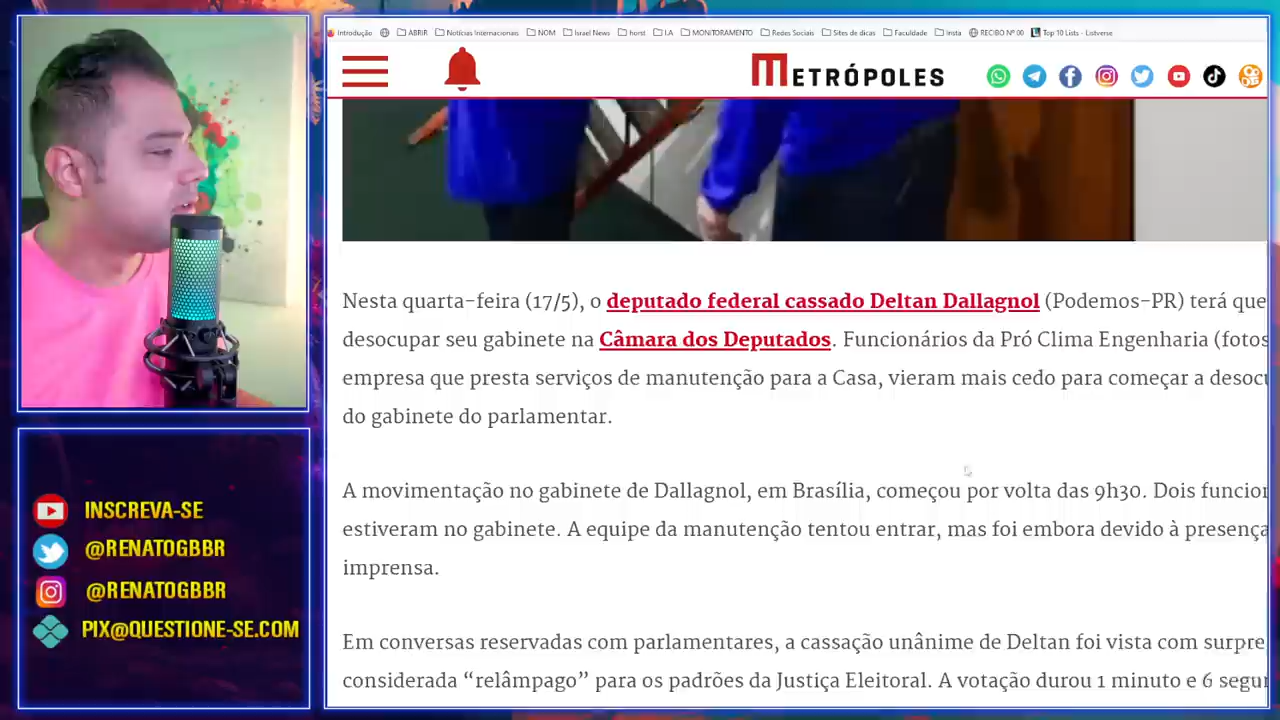 Introdução ABRIR Notícias Internacionais NOM Israel News horst I.A MONITORAMENTO Redes Sociais Sites de dicas Faculdade Insta RECIBO Nº 00 Top 10 Lists - Listverse
METRÓPOLES
Nesta quarta-feira (17/5), o deputado federal cassado Deltan Dallagnol (Podemos-PR) terá que
desocupar seu gabinete na Câmara dos Deputados. Funcionários da Pró Clima Engenharia (fotos
empresa que presta serviços de manutenção para a Casa, vieram mais cedo para começar a desoc
do gabinete do parlamentar.
A movimentação no gabinete de Dallagnol, em Brasília, começou por volta das 9h30. Dois funcion
estiveram no gabinete. A equipe da manutenção tentou entrar, mas foi embora devido à presença
imprensa.
Em conversas reservadas com parlamentares, a cassação unânime de Deltan foi vista com surpre
considerada “relâmpago” para os padrões da Justiça Eleitoral. A votação durou 1 minuto e 6 segu
INSCREVA-SE
@RENATOGBBR
@RENATOGBBR
PIX@QUESTIONE-SE.COM